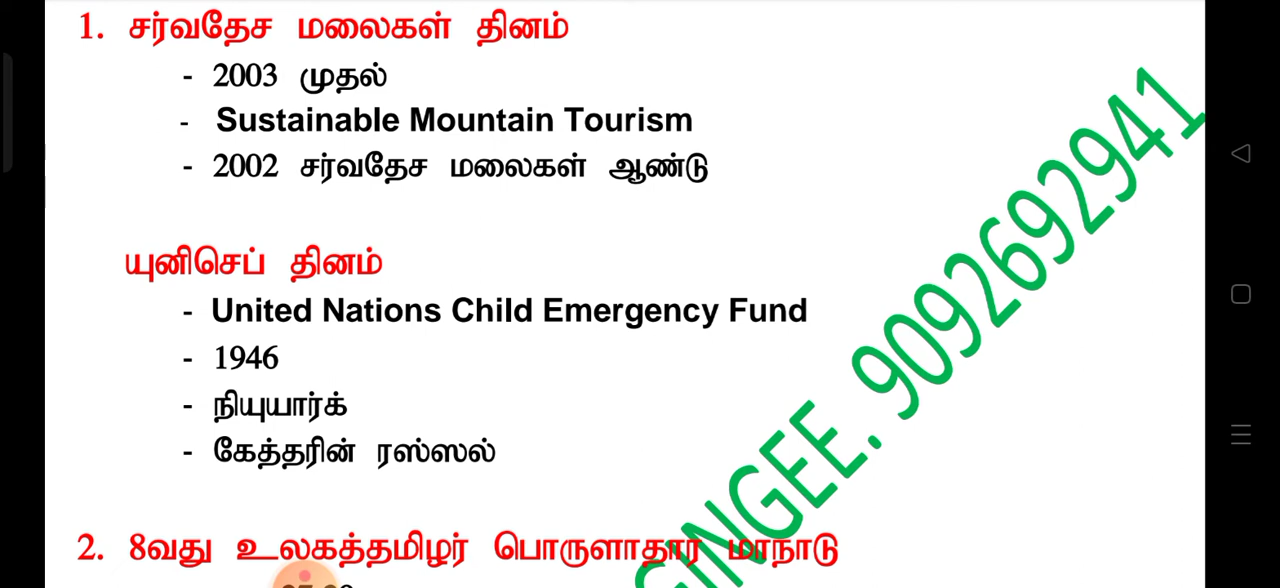 1. சர்வதேச மலைகள் தினம்
- 2003 முதல்
- Sustainable Mountain Tourism
- 2002 சர்வதேச மலைகள் ஆண்டு
யுனிசெப் தினம்
- United Nations Child Emergency Fund
- 1946
- நியுயார்க்
- கேத்தரின் ரஸ்ஸல்
2. 8வது உலகத்தமிழர் பொருளாதார மாநாடு
GINGEE. 9092692941